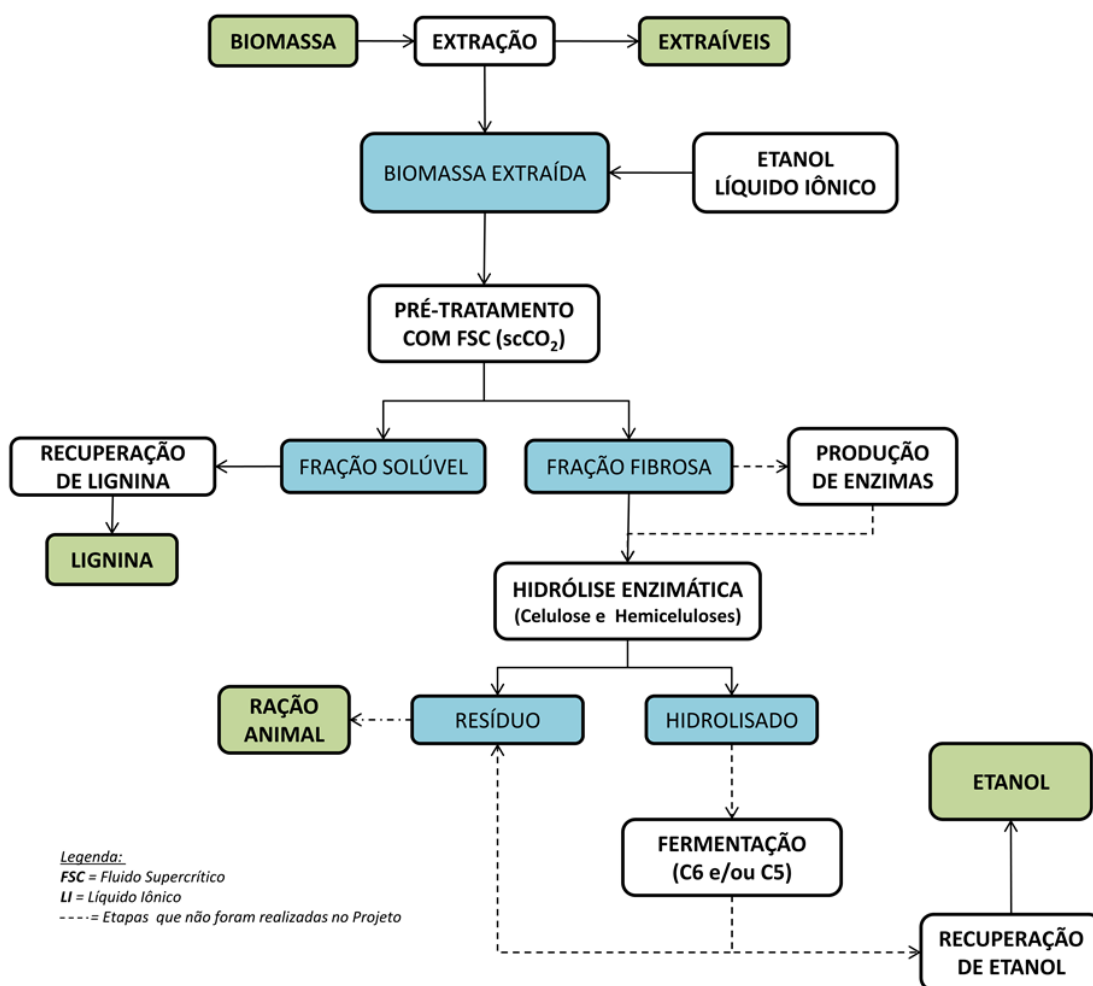 BIOMASSA
EXTRAÇÃO
EXTRAÍVEIS
BIOMASSA EXTRAÍDA
ETANOL
LÍQUIDO IÔNICO
PRÉ-TRATAMENTO
COM FSC (scCO₂)
RECUPERAÇÃO
DE LIGNINA
FRAÇÃO SOLÚVEL
FRAÇÃO FIBROSA
PRODUÇÃO
DE ENZIMAS
LIGNINA
HIDRÓLISE ENZIMÁTICA
(Celulose e Hemiceluloses)
RAÇÃO
ANIMAL
RESÍDUO
HIDROLISADO
ETANOL
FERMENTAÇÃO
(C6 e/ou C5)
Legenda:
FSC = Fluido Supercrítico
LI = Líquido Iônico
----= Etapas que não foram realizadas no Projeto
RECUPERAÇÃO
DE ETANOL